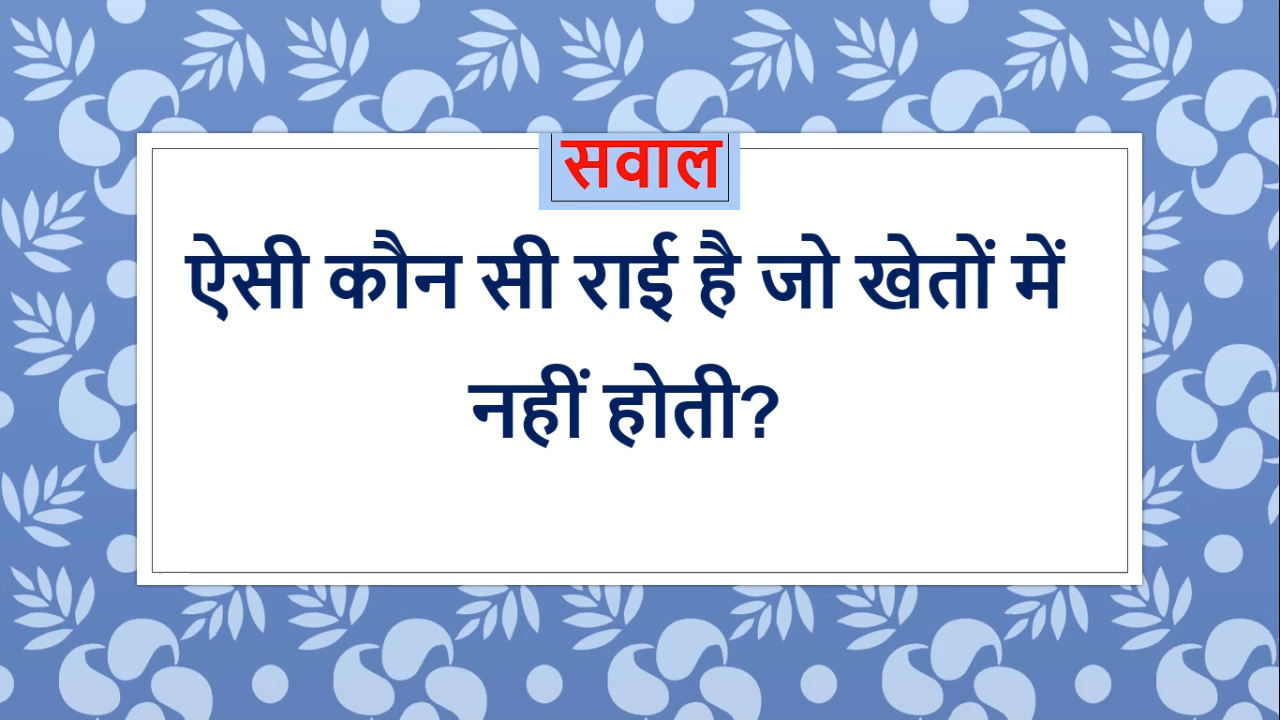 सवाल
ऐसी कौन सी राई है जो खेतों में
नहीं होती?